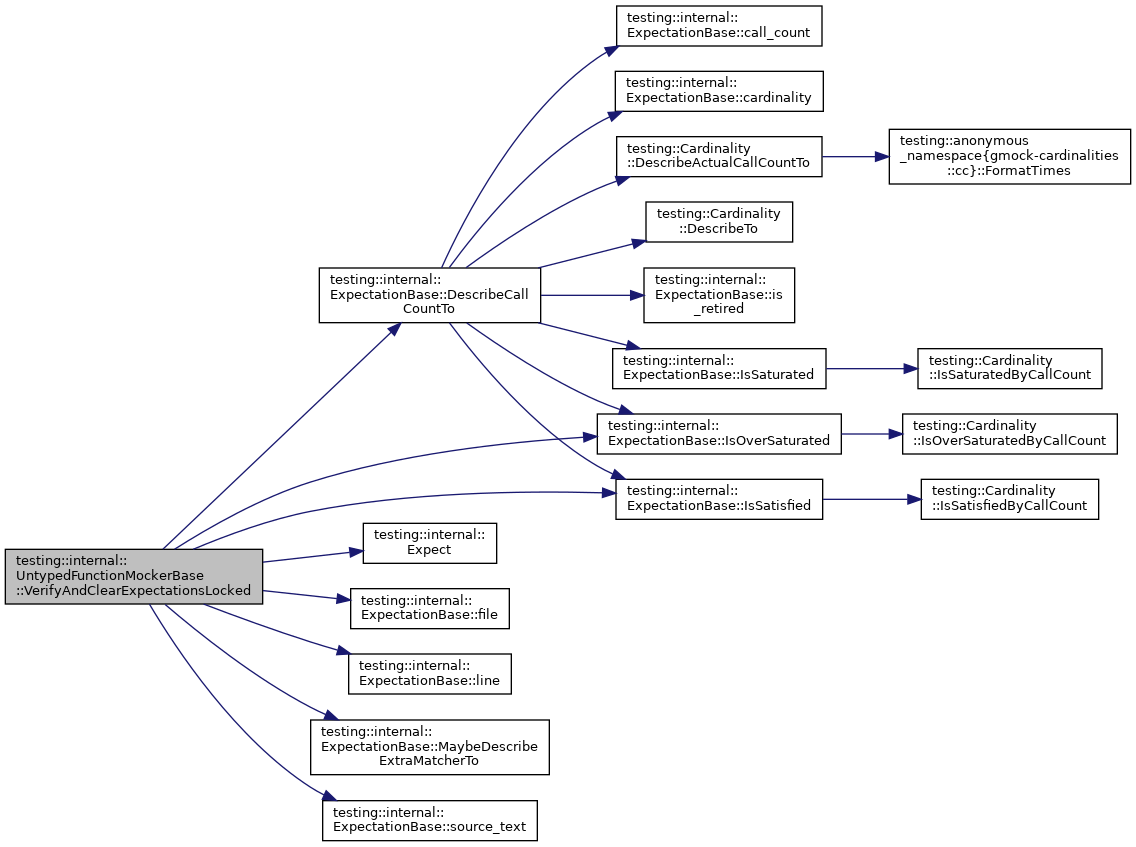 testing::internal::
ExpectationBase::call_count
testing::internal::
ExpectationBase::cardinality
testing::Cardinality
::DescribeActualCallCountTo
testing::anonymous
_namespace{gmock-cardinalities
::cc}::FormatTimes
testing::Cardinality
::DescribeTo
testing::internal::
ExpectationBase::DescribeCall
CountTo
testing::internal::
ExpectationBase::is
_retired
testing::internal::
ExpectationBase::IsSaturated
testing::Cardinality
::IsSaturatedByCallCount
testing::internal::
ExpectationBase::IsOverSaturated
testing::Cardinality
::IsOverSaturatedByCallCount
testing::internal::
ExpectationBase::IsSatisfied
testing::Cardinality
::IsSatisfiedByCallCount
testing::internal::
Expect
testing::internal::
UntypedFunctionMockerBase
::VerifyAndClearExpectationsLocked
testing::internal::
ExpectationBase::file
testing::internal::
ExpectationBase::line
testing::internal::
ExpectationBase::MaybeDescribe
ExtraMatcherTo
testing::internal::
ExpectationBase::source_text